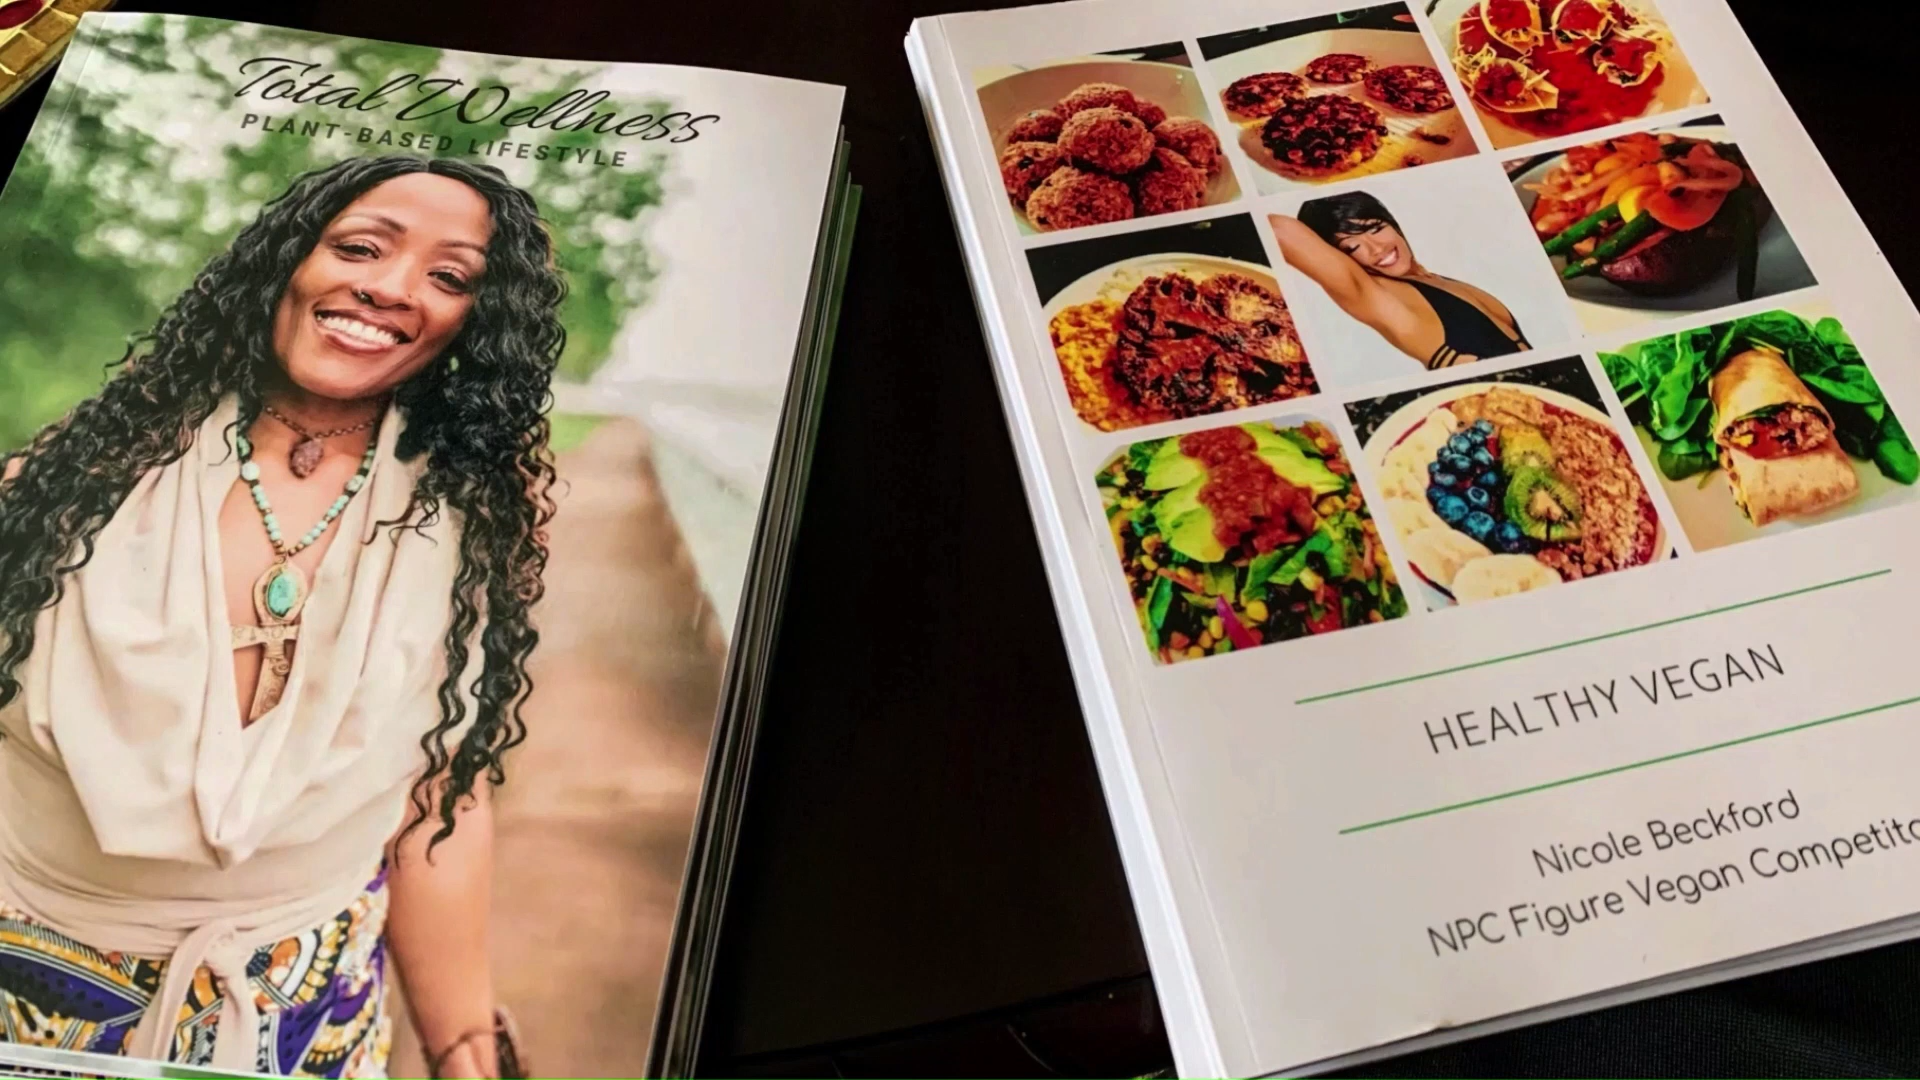 Total Wellness
PLANT-BASED LIFESTYLE
HEALTHY VEGAN
Nicole Beckford
NPC Figure Vegan Competito